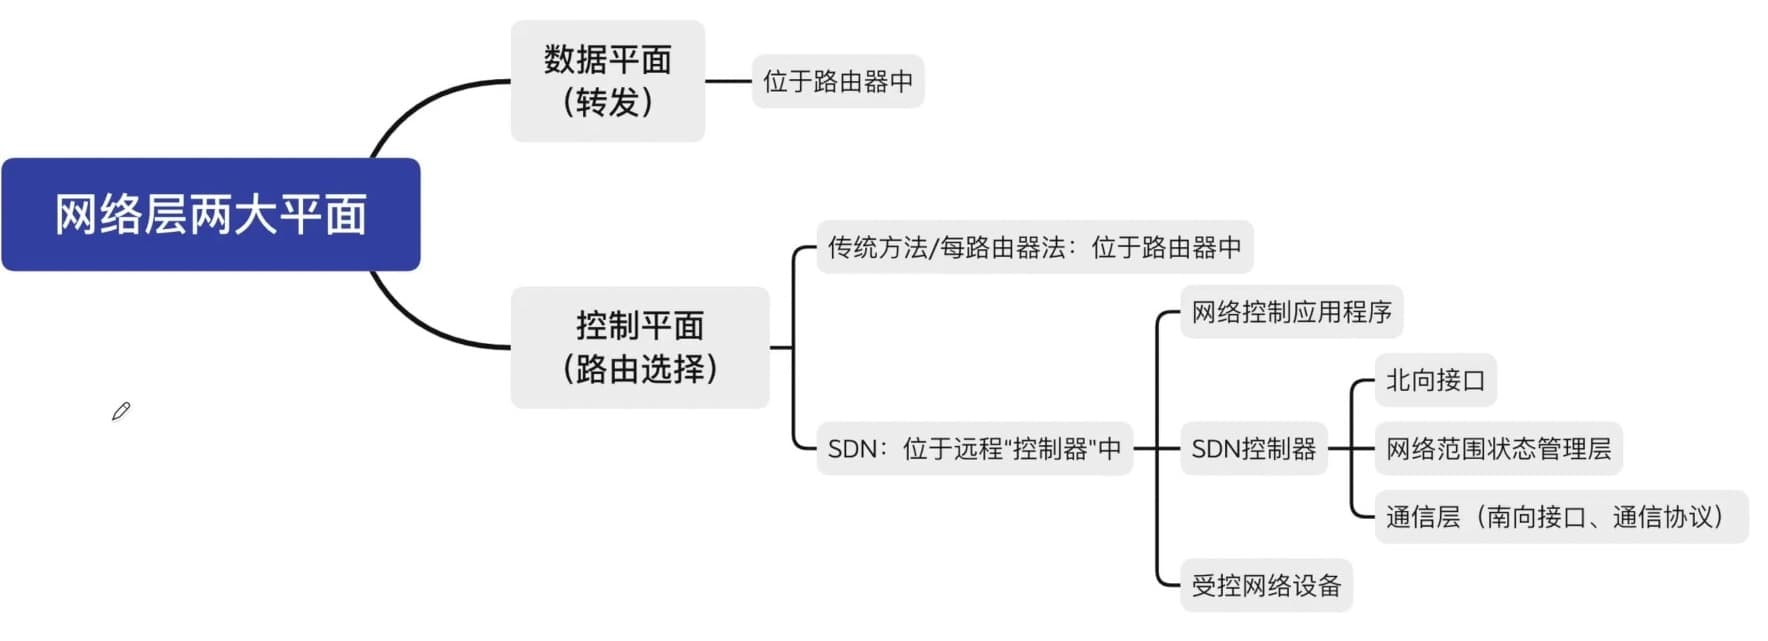 网络层两大平面
数据平面
（转发）
位于路由器中
控制平面
（路由选择）
传统方法/每路由器法：位于路由器中
SDN：位于远程"控制器"中
网络控制应用程序
SDN控制器
北向接口
网络范围状态管理层
通信层（南向接口、通信协议）
受控网络设备